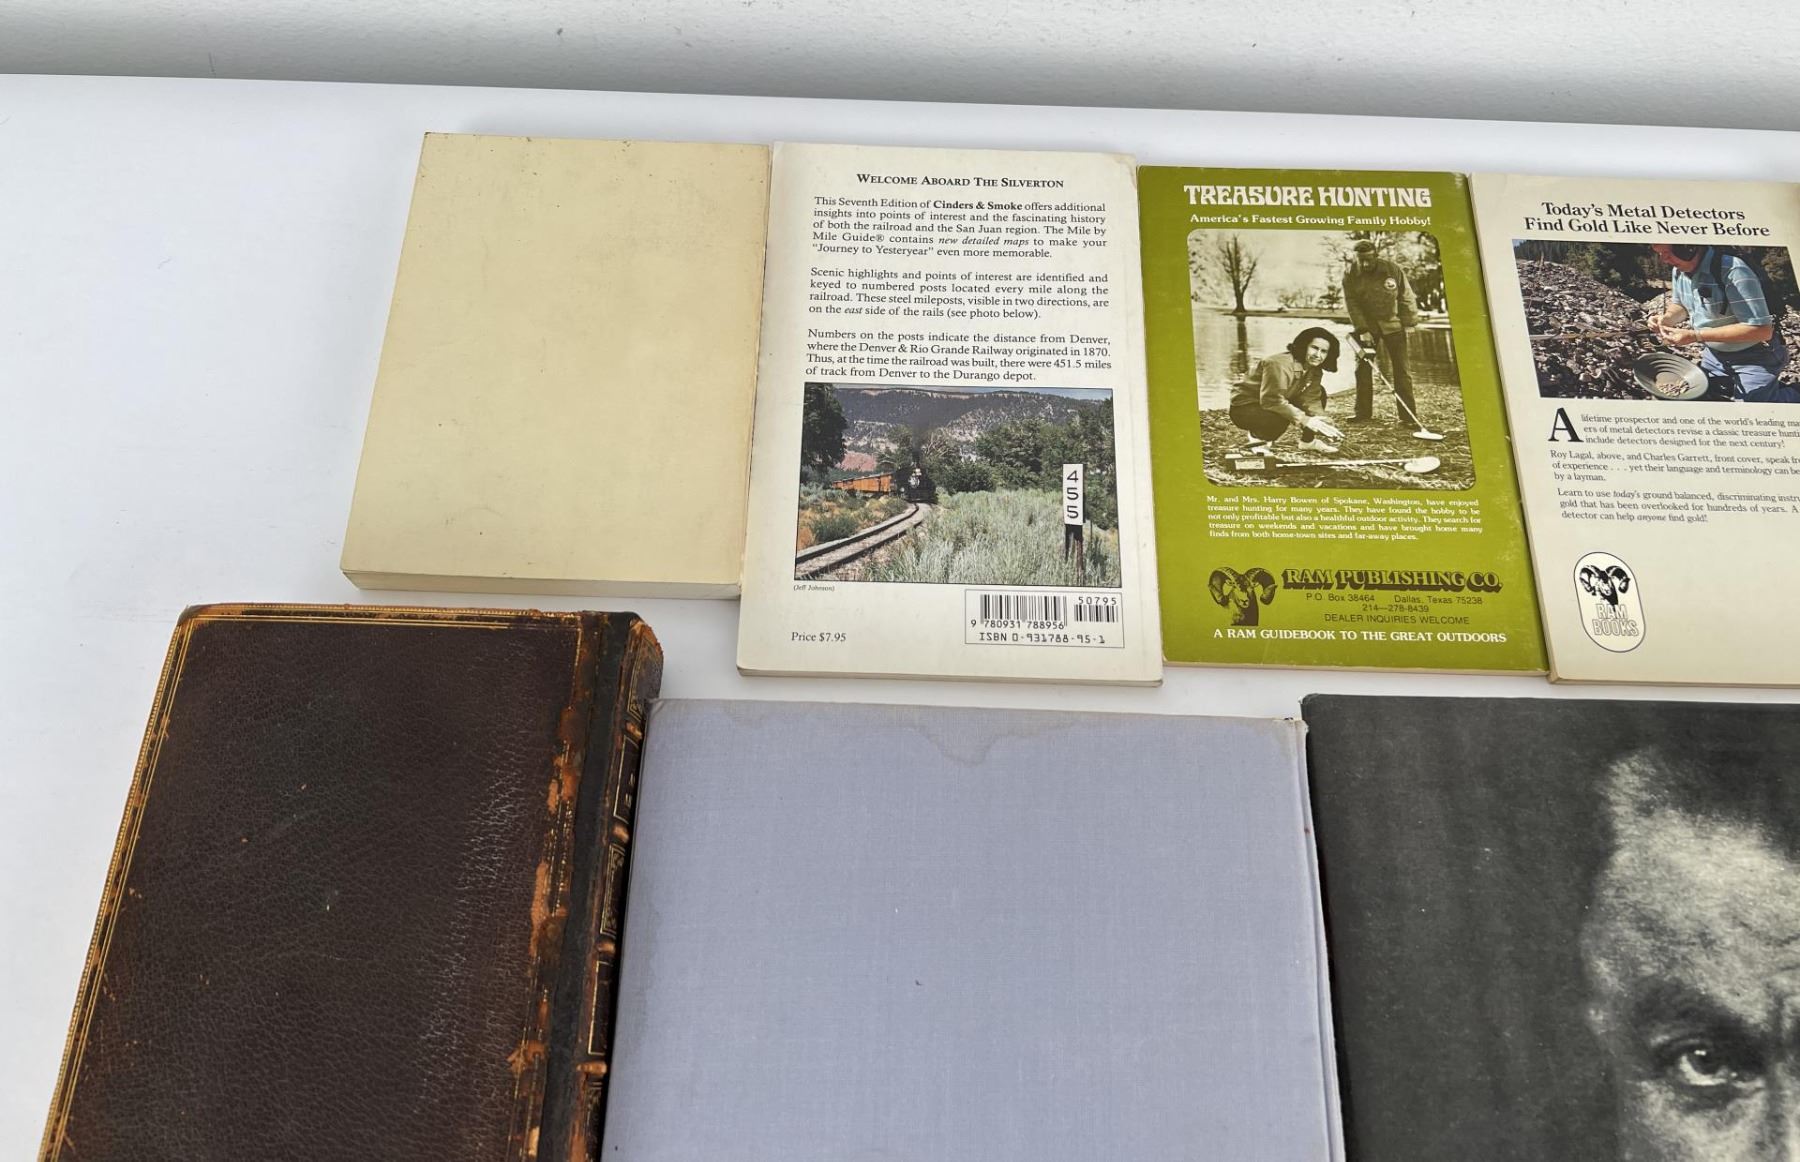 WELCOME ABOARD THE SILVERTON
This Seventh Edition of Cinders & Smoke offers additional
insights into points of interest and the fascinating history
of both the railroad and the San Juan region. The Mile by
Mile Guide® contains new detailed maps to make your
"Journey to Yesteryear" even more memorable.
Scenic highlights and points of interest are identified and
keyed to numbered posts located every mile along the
railroad. These steel mileposts, visible in two directions, are
on the east side of the rails (see photo below).
Numbers on the posts indicate the distance from Denver,
where the Denver & Rio Grande Railway originated in 1870.
Thus, at the time the railroad was built, there were 451.5 miles
of track from Denver to the Durango depot.
4
5
5
(Jeff Johnson)
Price $7.95
50795
9 780931 788956
ISBN 0-931788-95-1
TREASURE HUNTING
America's Fastest Growing Family Hobby!
Mr. and Mrs. Harry Bowen of Spokane, Washington, have enjoyed
treasure hunting for many years. They have found the hobby to be
not only profitable but also a healthful outdoor activity. They search for
treasure on weekends and vacations and have brought home many
finds from both home-town sites and far-away places.
RAM PUBLISHING CO.
P.O. Box 38464 Dallas, Texas 75238
214—278-8439
DEALER INQUIRIES WELCOME
A RAM GUIDEBOOK TO THE GREAT OUTDOORS
Today's Metal Detectors
Find Gold Like Never Before
A lifetime prospector and one of the world's leading
ers of metal detectors revise a classic treasure
include detectors designed for the next century!
Roy Lagal, above, and Charles Garrett, front cover, speak
of experience . . . yet their language and terminology can be
by a layman.
Learn to use today's ground balanced, discriminating
gold that has been overlooked for hundreds of years. A
detector can help anyone find gold!
RAM
BOOKS